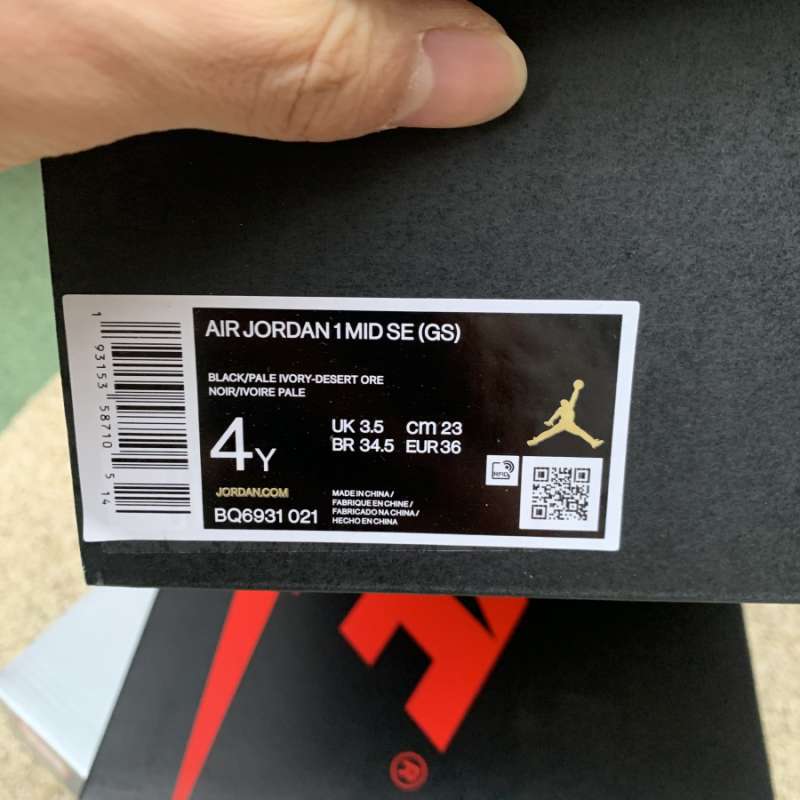 AIR JORDAN 1 MID SE (GS)
BLACK/PALE IVORY-DESERT ORE
NOIR/IVOIRE PALE
4Y
UK 3.5 cm 23
BR 34.5 EUR 36
JORDAN.COM
BQ6931 021
MADE IN CHINA /
FABRIQUE EN CHINE /
FABRICADO NA CHINA /
HECHO EN CHINA
RFID
1 93153 58710 5 14
®